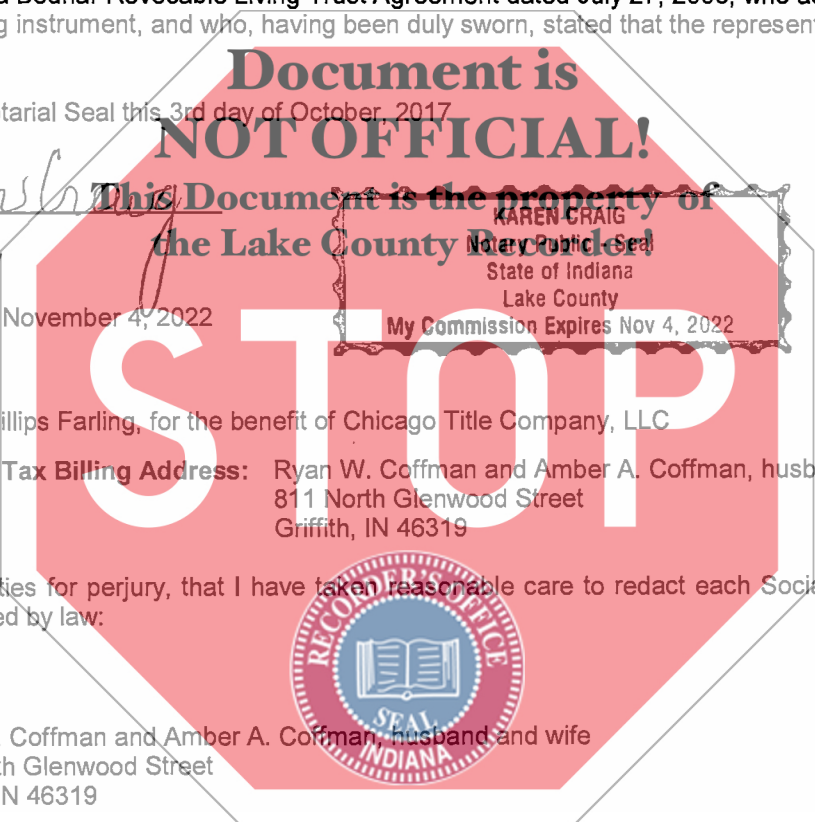 Bodnar Revocable Living Trust Agreement dated July 27,
g instrument, and who, having been duly sworn, stated that the represent
Document is
tarial Seal this 3rd day of October, 2017
NOT OFFICIAL!
This Document is the property of
the Lake County Recorder!
KAREN CRAIG
Notary Public - Seal
State of Indiana
Lake County
My Commission Expires Nov 4, 2022
November 4, 2022
STOP
illips Farling, for the benefit of Chicago Title Company, LLC
Tax Billing Address: Ryan W. Coffman and Amber A. Coffman, husb
811 North Glenwood Street
Griffith, IN 46319
ties for perjury, that I have taken reasonable care to redact each Socia
ed by law:
RECORDER'S OFFICE
SEAL
INDIANA
. Coffman and Amber A. Coffman, husband and wife
th Glenwood Street
N 46319